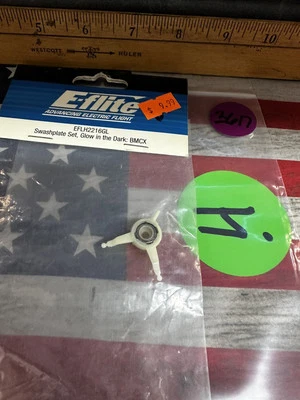 5 6 7 8 9 10
WESTCOTT RULER
E-flite
ADVANCING ELECTRIC FLIGHT
$ 9.99
EFLH2216GL
Swashplate Set, Glow in the Dark: BMCX